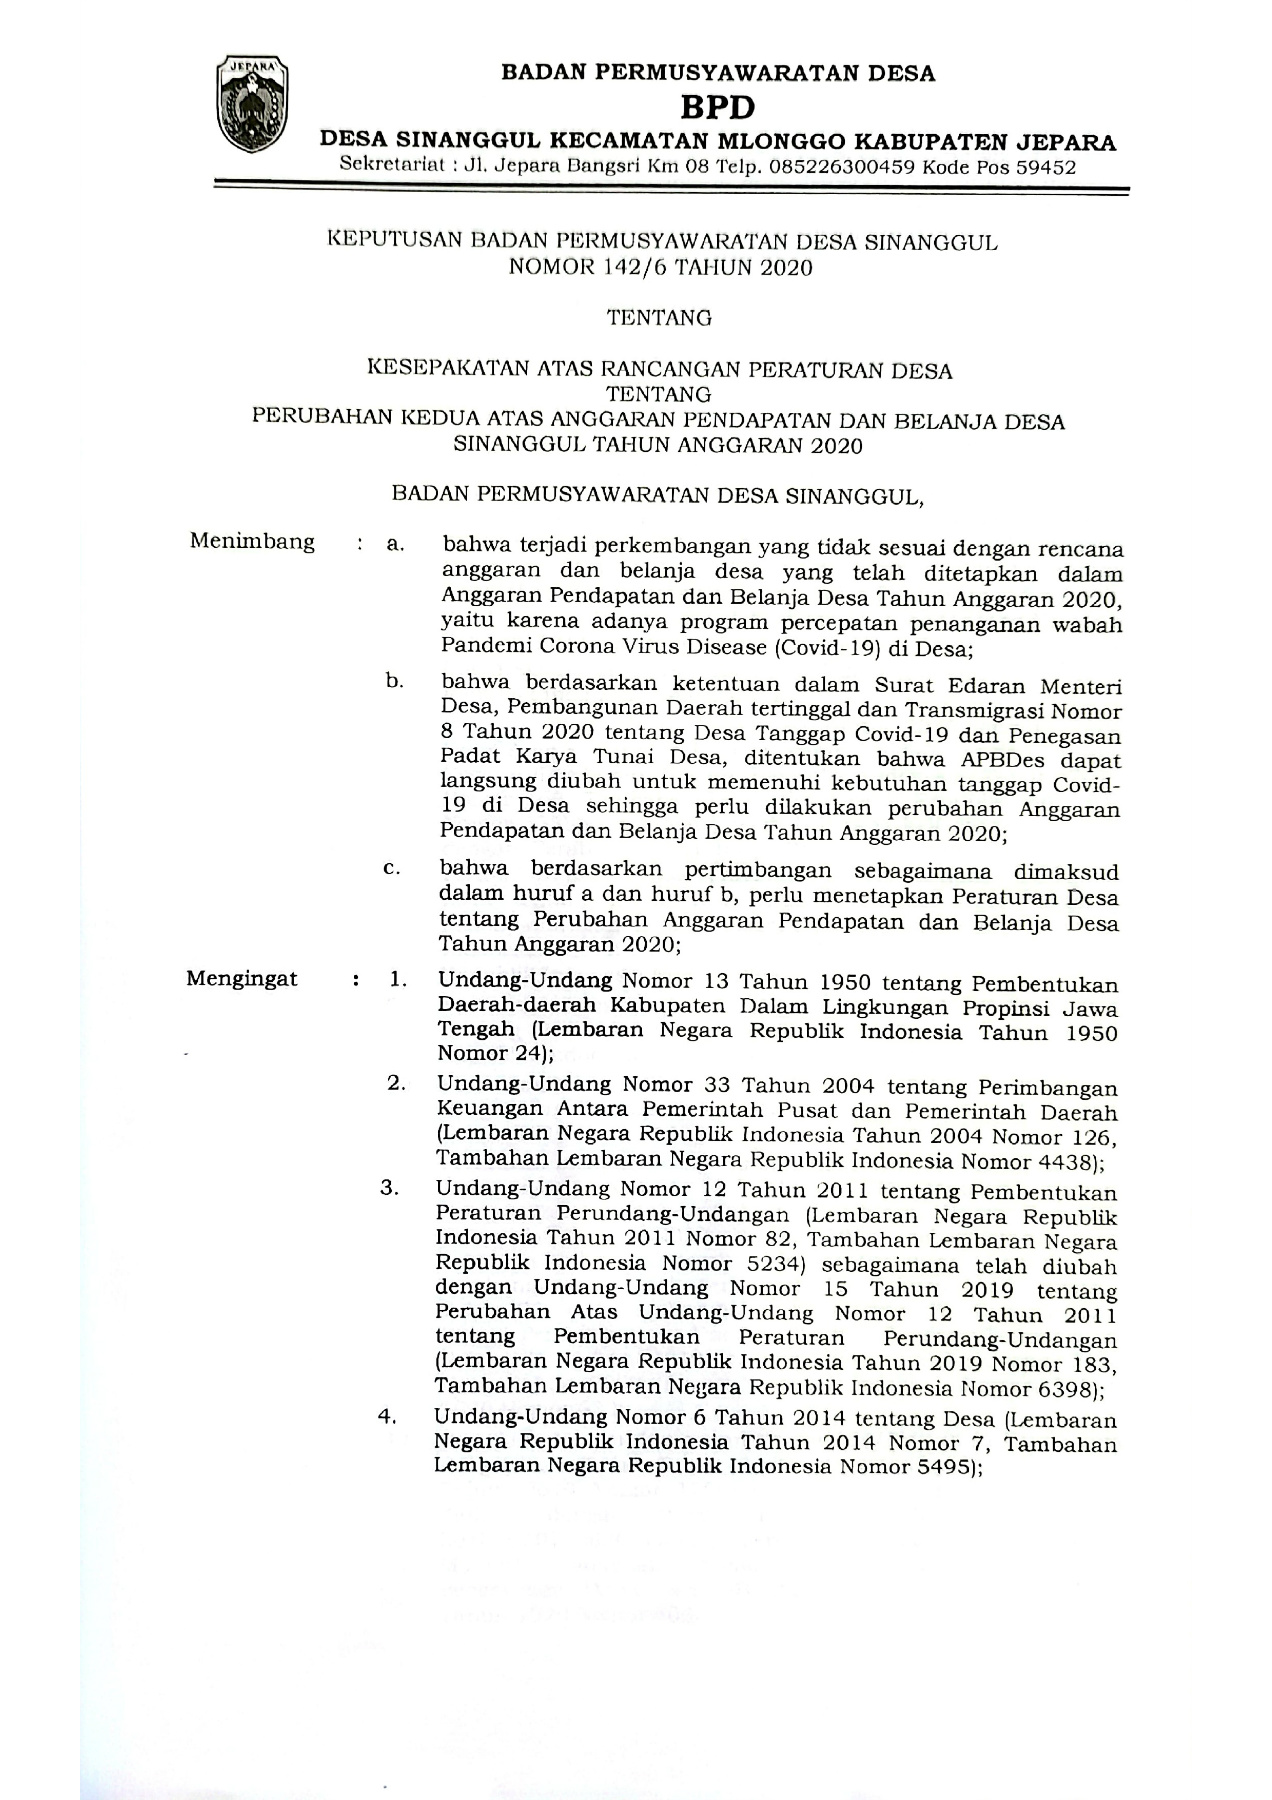 JEPARA
BADAN PERMUSYAWARATAN DESA
BPD
DESA SINANGGUL KECAMATAN MLONGGO KABUPATEN JEPARA
Sekretariat : Jl. Jepara Bangsri Km 08 Telp. 085226300459 Kode Pos 59452
KEPUTUSAN BADAN PERMUSYAWARATAN DESA SINANGGUL
NOMOR 142/6 TAHUN 2020
TENTANG
KESEPAKATAN ATAS RANCANGAN PERATURAN DESA
TENTANG
PERUBAHAN KEDUA ATAS ANGGARAN PENDAPATAN DAN BELANJA DESA
SINANGGUL TAHUN ANGGARAN 2020
BADAN PERMUSYAWARATAN DESA SINANGGUL,
Menimbang : a. bahwa terjadi perkembangan yang tidak sesuai dengan rencana
anggaran dan belanja desa yang telah ditetapkan dalam
Anggaran Pendapatan dan Belanja Desa Tahun Anggaran 2020,
yaitu karena adanya program percepatan penanganan wabah
Pandemi Corona Virus Disease (Covid-19) di Desa;
b. bahwa berdasarkan ketentuan dalam Surat Edaran Menteri
Desa, Pembangunan Daerah tertinggal dan Transmigrasi Nomor
8 Tahun 2020 tentang Desa Tanggap Covid-19 dan Penegasan
Padat Karya Tunai Desa, ditentukan bahwa APBDes dapat
langsung diubah untuk memenuhi kebutuhan tanggap Covid-
19 di Desa sehingga perlu dilakukan perubahan Anggaran
Pendapatan dan Belanja Desa Tahun Anggaran 2020;
c. bahwa berdasarkan pertimbangan sebagaimana dimaksud
dalam huruf a dan huruf b, perlu menetapkan Peraturan Desa
tentang Perubahan Anggaran Pendapatan dan Belanja Desa
Tahun Anggaran 2020;
Mengingat : 1. Undang-Undang Nomor 13 Tahun 1950 tentang Pembentukan
Daerah-daerah Kabupaten Dalam Lingkungan Propinsi Jawa
Tengah (Lembaran Negara Republik Indonesia Tahun 1950
Nomor 24);
2. Undang-Undang Nomor 33 Tahun 2004 tentang Perimbangan
Keuangan Antara Pemerintah Pusat dan Pemerintah Daerah
(Lembaran Negara Republik Indonesia Tahun 2004 Nomor 126,
Tambahan Lembaran Negara Republik Indonesia Nomor 4438);
3. Undang-Undang Nomor 12 Tahun 2011 tentang Pembentukan
Peraturan Perundang-Undangan (Lembaran Negara Republik
Indonesia Tahun 2011 Nomor 82, Tambahan Lembaran Negara
Republik Indonesia Nomor 5234) sebagaimana telah diubah
dengan Undang-Undang Nomor 15 Tahun 2019 tentang
Perubahan Atas Undang-Undang Nomor 12 Tahun 2011
tentang Pembentukan Peraturan Perundang-Undangan
(Lembaran Negara Republik Indonesia Tahun 2019 Nomor 183,
Tambahan Lembaran Negara Republik Indonesia Nomor 6398);
4. Undang-Undang Nomor 6 Tahun 2014 tentang Desa (Lembaran
Negara Republik Indonesia Tahun 2014 Nomor 7, Tambahan
Lembaran Negara Republik Indonesia Nomor 5495);